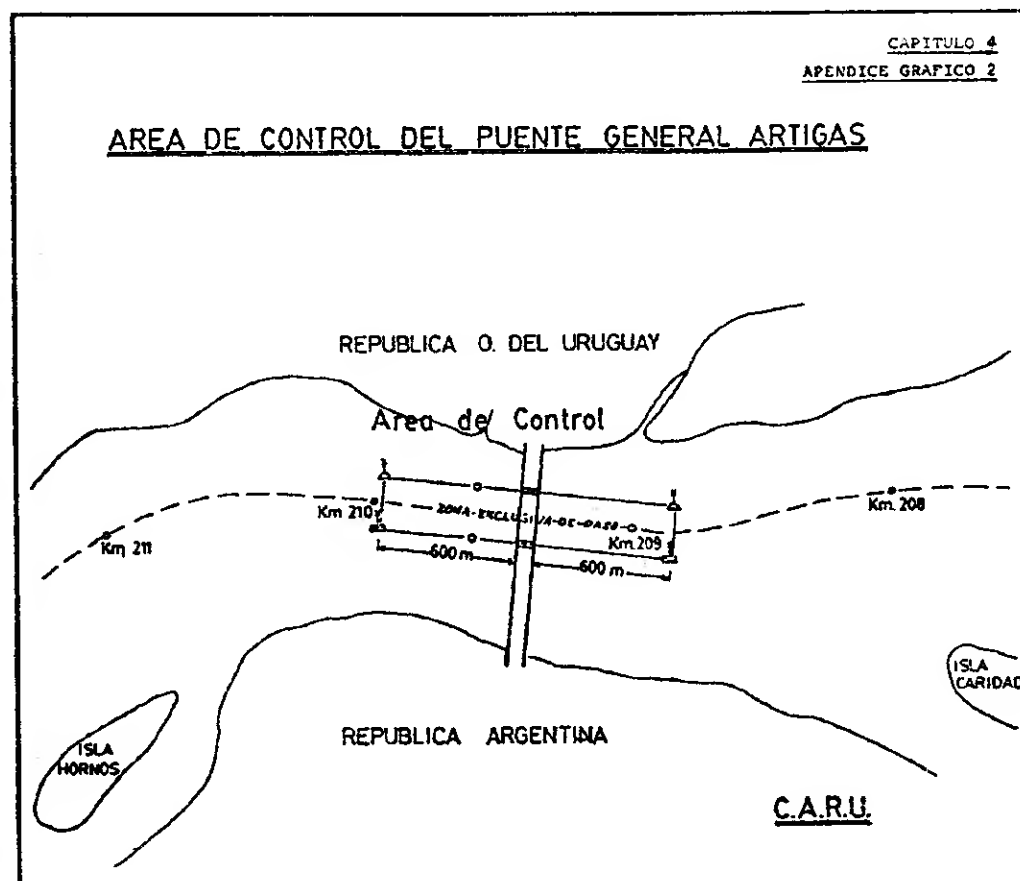 CAPITULO 4
APENDICE GRAFICO 2
AREA DE CONTROL DEL PUENTE GENERAL ARTIGAS
REPUBLICA O. DEL URUGUAY
Area de Control
Km 211
Km 210
ZONA-EXCLUSIVA-DE-PASO
Km 209
Km. 208
600 m
600 m
ISLA
CARIDAD
ISLA
HORNOS
REPUBLICA ARGENTINA
C.A.R.U.